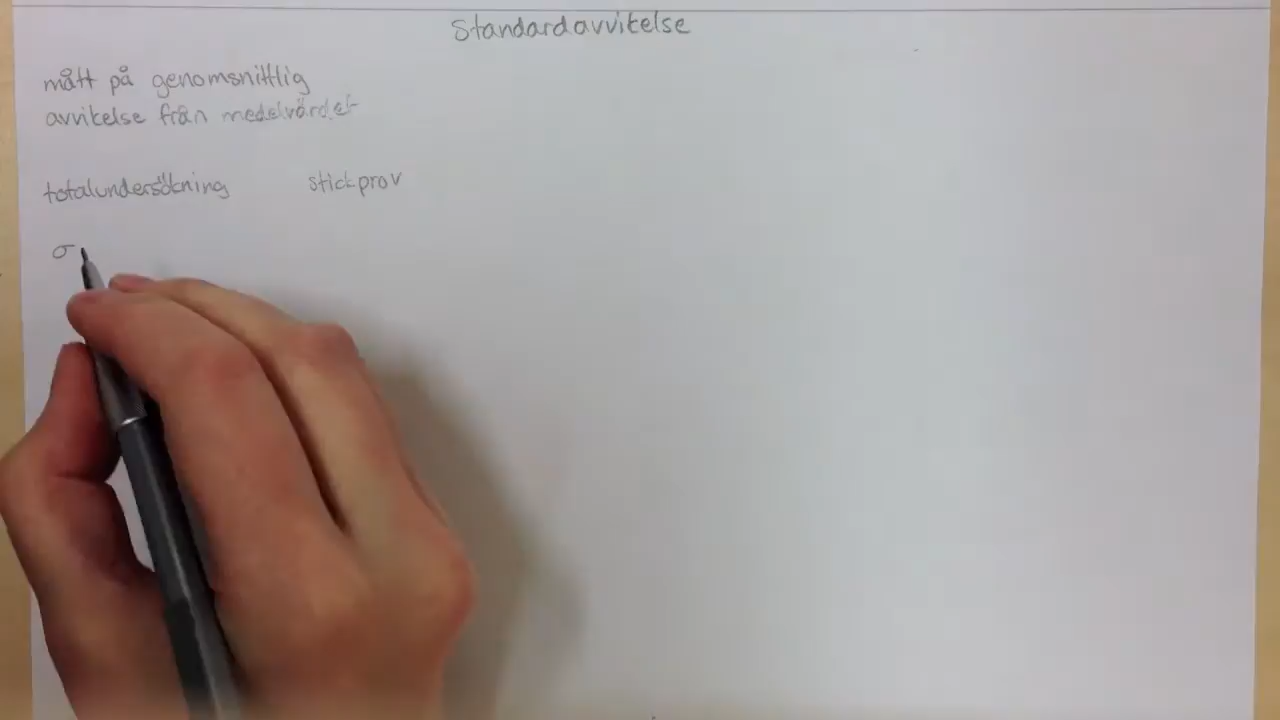 Standardavvikelse
mått på genomsnittlig
avvikelse från medelvärdet
totalundersökning stickprov
σ